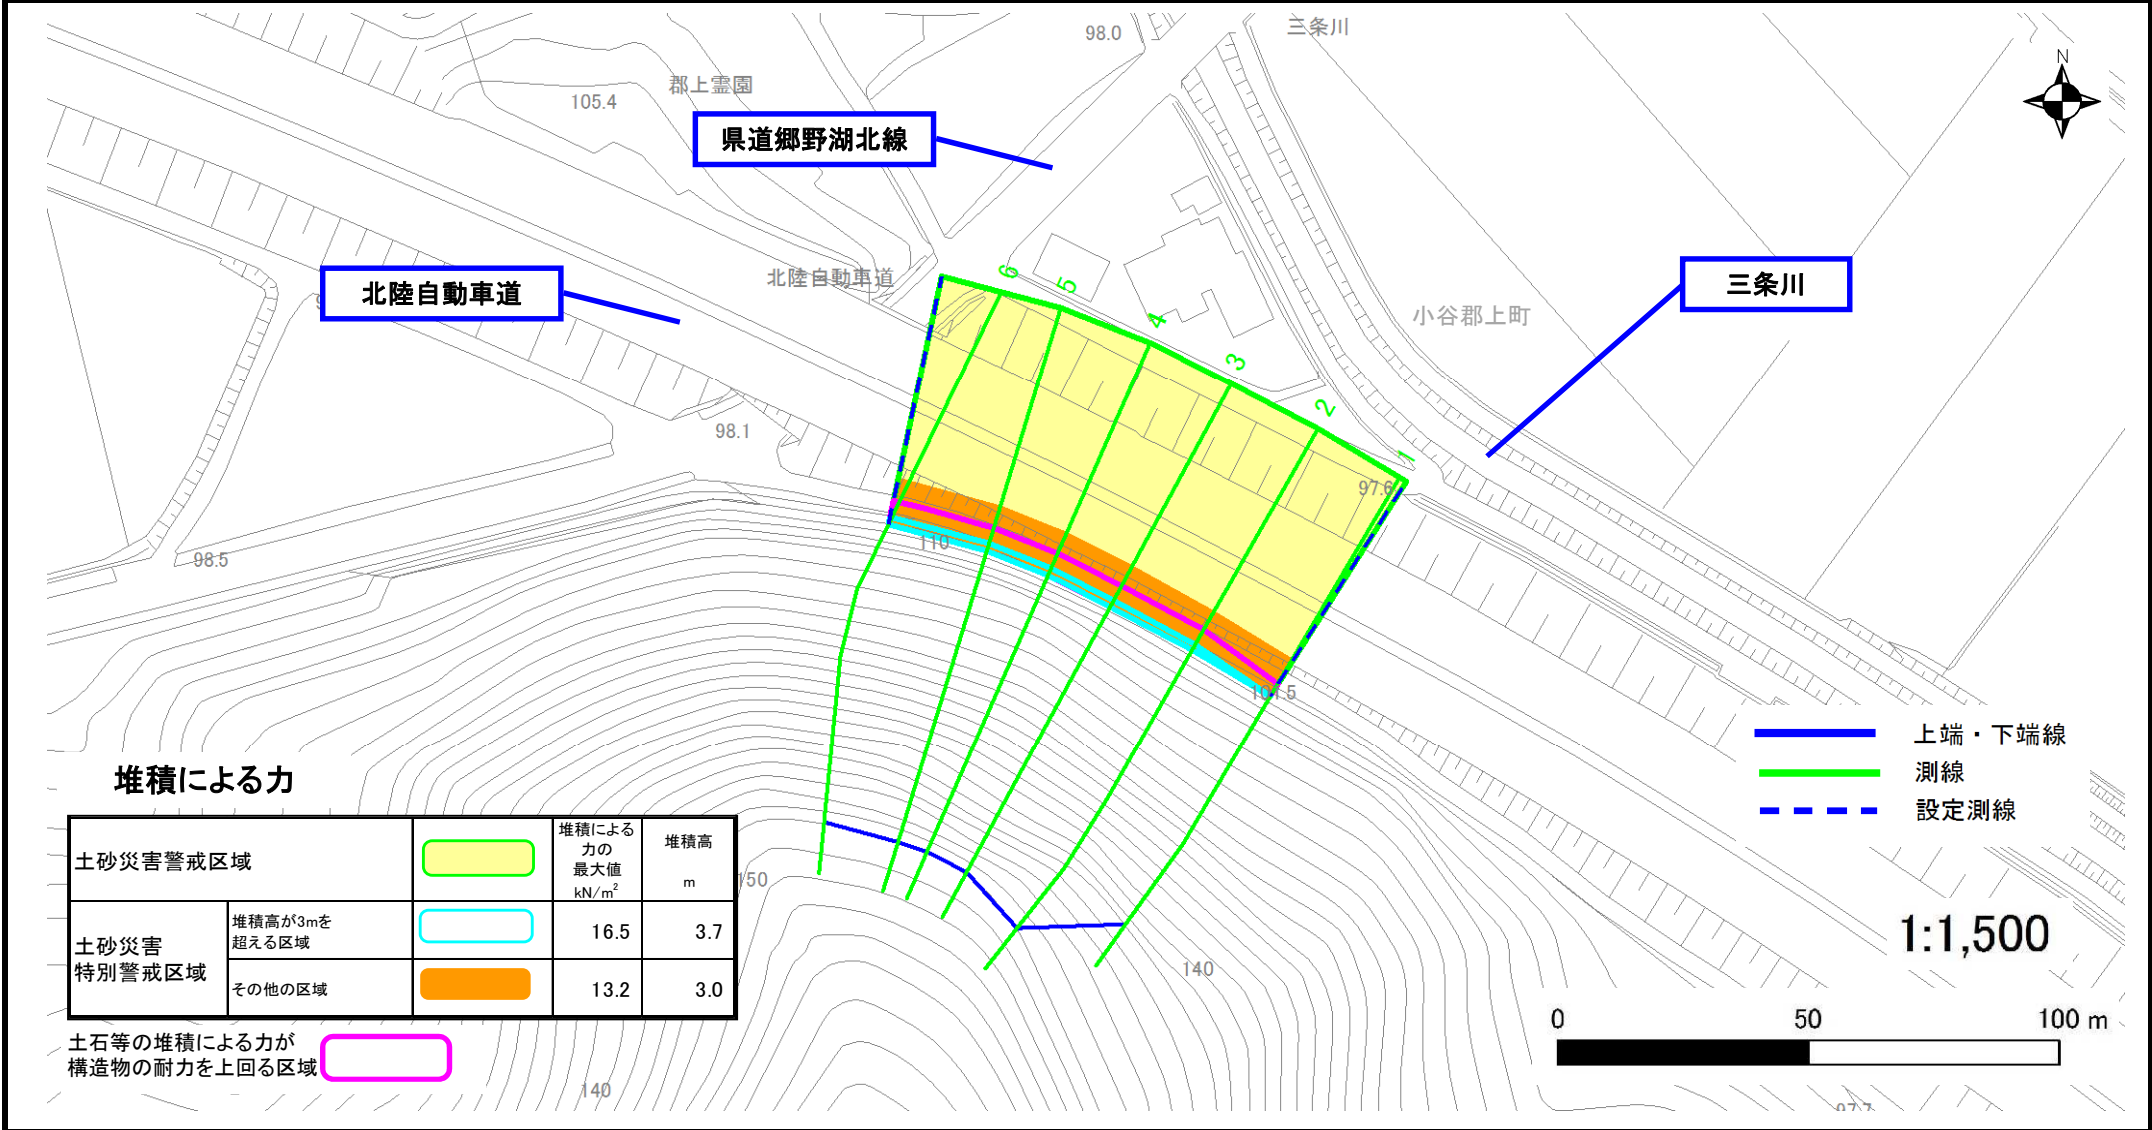 三条川
98.0
N
郡上霊園
105.4
県道郷野湖北線
北陸自動車道
北陸自動車道
三条川
小谷郡上町
6
5
4
3
2
1
98.1
97.6
98.5
110
101.5
上端・下端線
測線
設定測線
堆積による力
土砂災害警戒区域
堆積による
力の
最大値
kN/m²
堆積高
m
150
土砂災害
特別警戒区域
堆積高が3mを
超える区域
16.5
3.7
その他の区域
13.2
3.0
土石等の堆積による力が
構造物の耐力を上回る区域
140
140
1:1,500
0
50
100 m
97.7